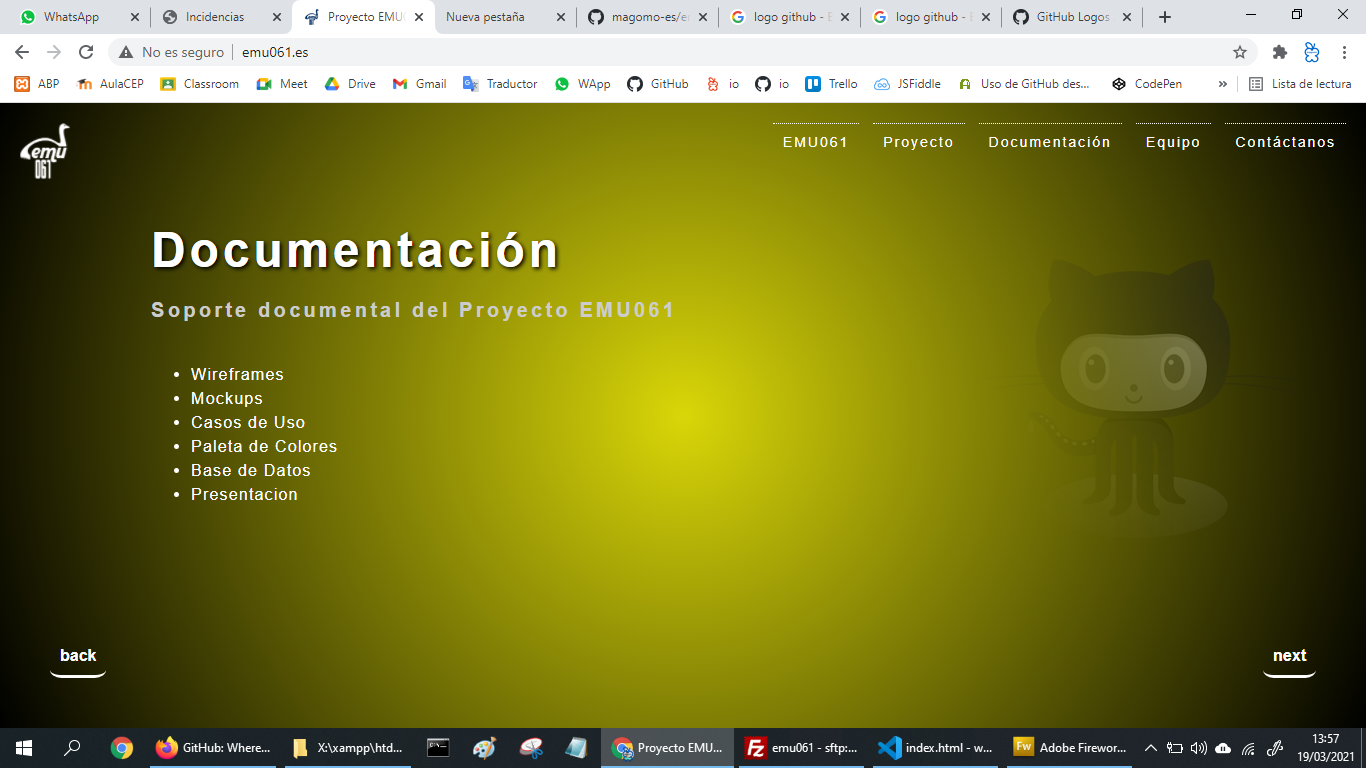 WhatsApp
Incidencias
Proyecto EMU
Nueva pestaña
magomo-es/e
logo github - E
logo github - E
GitHub Logos
No es seguro
emu061.es
ABP
AulaCEP
Classroom
Meet
Drive
Gmail
Traductor
WApp
GitHub
io
io
Trello
JSFiddle
Uso de GitHub des...
CodePen
»
Lista de lectura
emu
061
EMU061
Proyecto
Documentación
Equipo
Contáctanos
Documentación
Soporte documental del Proyecto EMU061
• Wireframes
• Mockups
• Casos de Uso
• Paleta de Colores
• Base de Datos
• Presentacion
back
next
GitHub: Where...
X:\xampp\htd...
Proyecto EMU...
emu061 - sftp:...
index.html - w...
Fw
Adobe Firewor...
13:57
19/03/2021